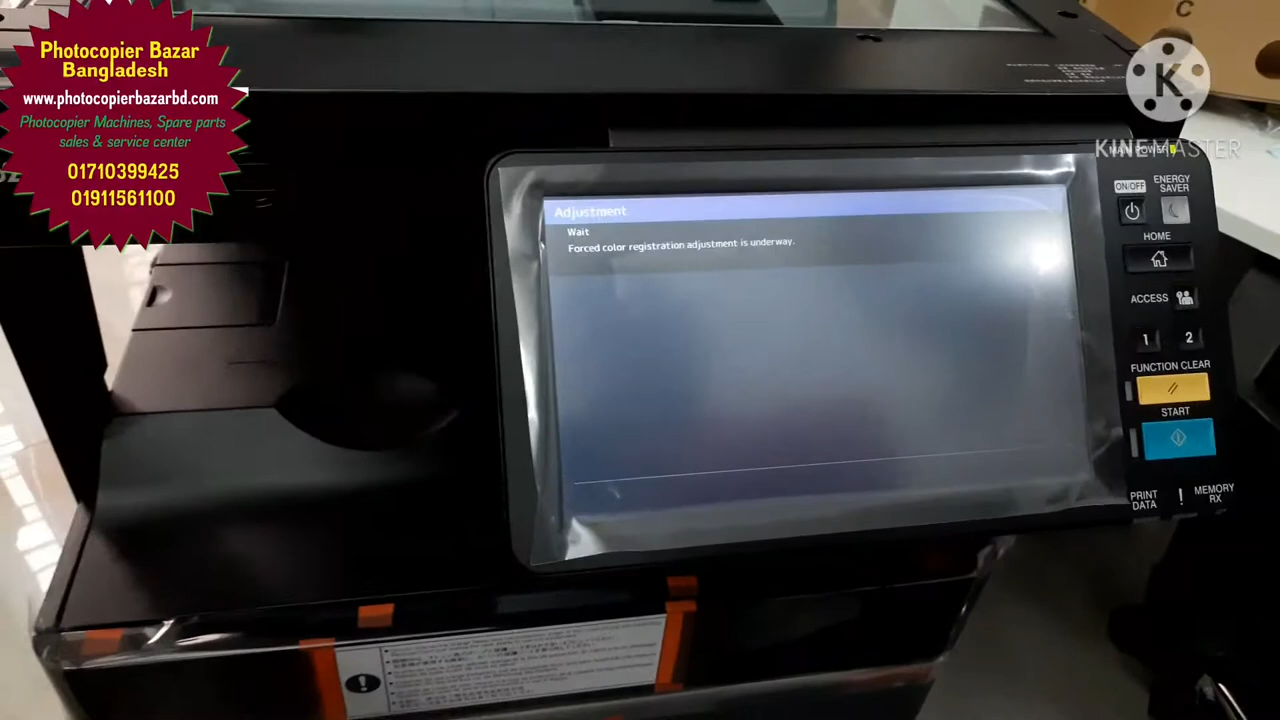 Photocopier Bazar
Bangladesh
www.photocopierbazarbd.com
Photocopier Machines, Spare parts
sales & service center
01710399425
01911561100
C
K
KINEMASTER
MAIN POWER
ON/OFF
ENERGY
SAVER
HOME
ACCESS
1 2
FUNCTION CLEAR
START
PRINT
DATA
!
MEMORY
RX
Adjustment
Wait
Forced color registration adjustment is underway.